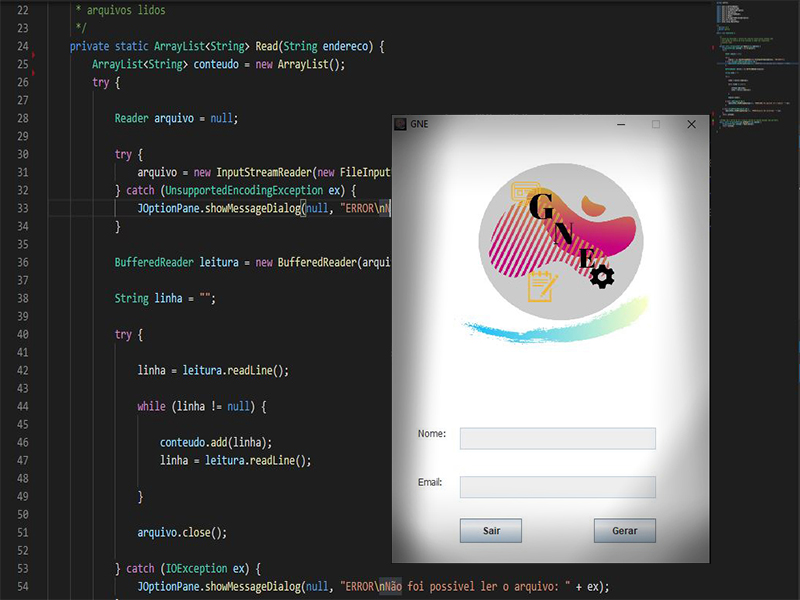 22 * arquivos lidos
23 */
24 private static ArrayList<String> Read(String endereco) {
25 ArrayList<String> conteudo = new ArrayList();
26 try {
27
28 Reader arquivo = null;
29
30 try {
31 arquivo = new InputStreamReader(new FileInput
32 } catch (UnsupportedEncodingException ex) {
33 JOptionPane.showMessageDialog(null, "ERROR\nN
34 }
35
36 BufferedReader leitura = new BufferedReader(arqui
37
38 String linha = "";
39
40 try {
41
42 linha = leitura.readLine();
43
44 while (linha != null) {
45
46 conteudo.add(linha);
47 linha = leitura.readLine();
48
49 }
50
51 arquivo.close();
52
53 } catch (IOException ex) {
54 JOptionPane.showMessageDialog(null, "ERROR\nNão foi possivel ler o arquivo: " + ex);
GNE
G
N
E
Nome:
Email:
Sair
Gerar